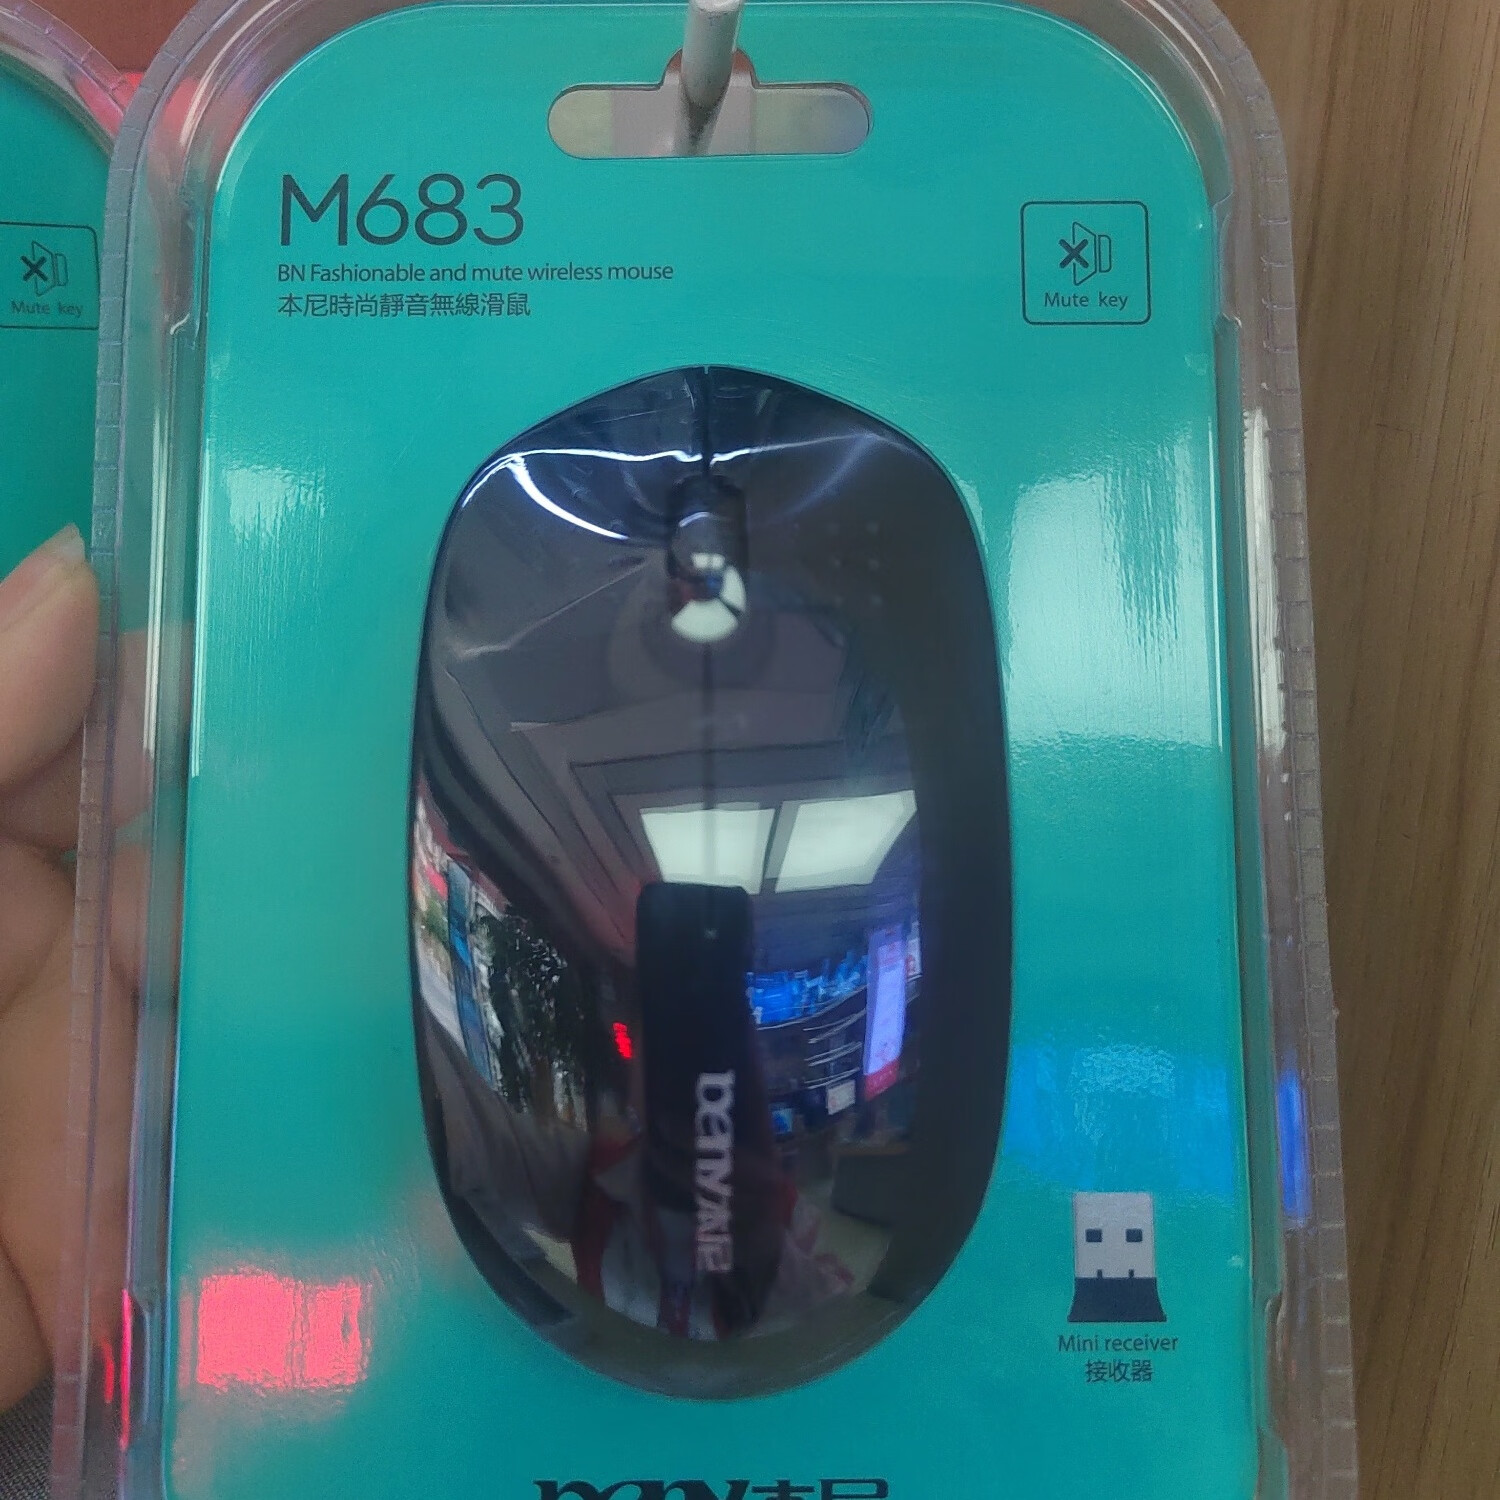 M683
BN Fashionable and mute wireless mouse
本尼時尚靜音無線滑鼠
Mute key
Mute key
Mini receiver
接收器